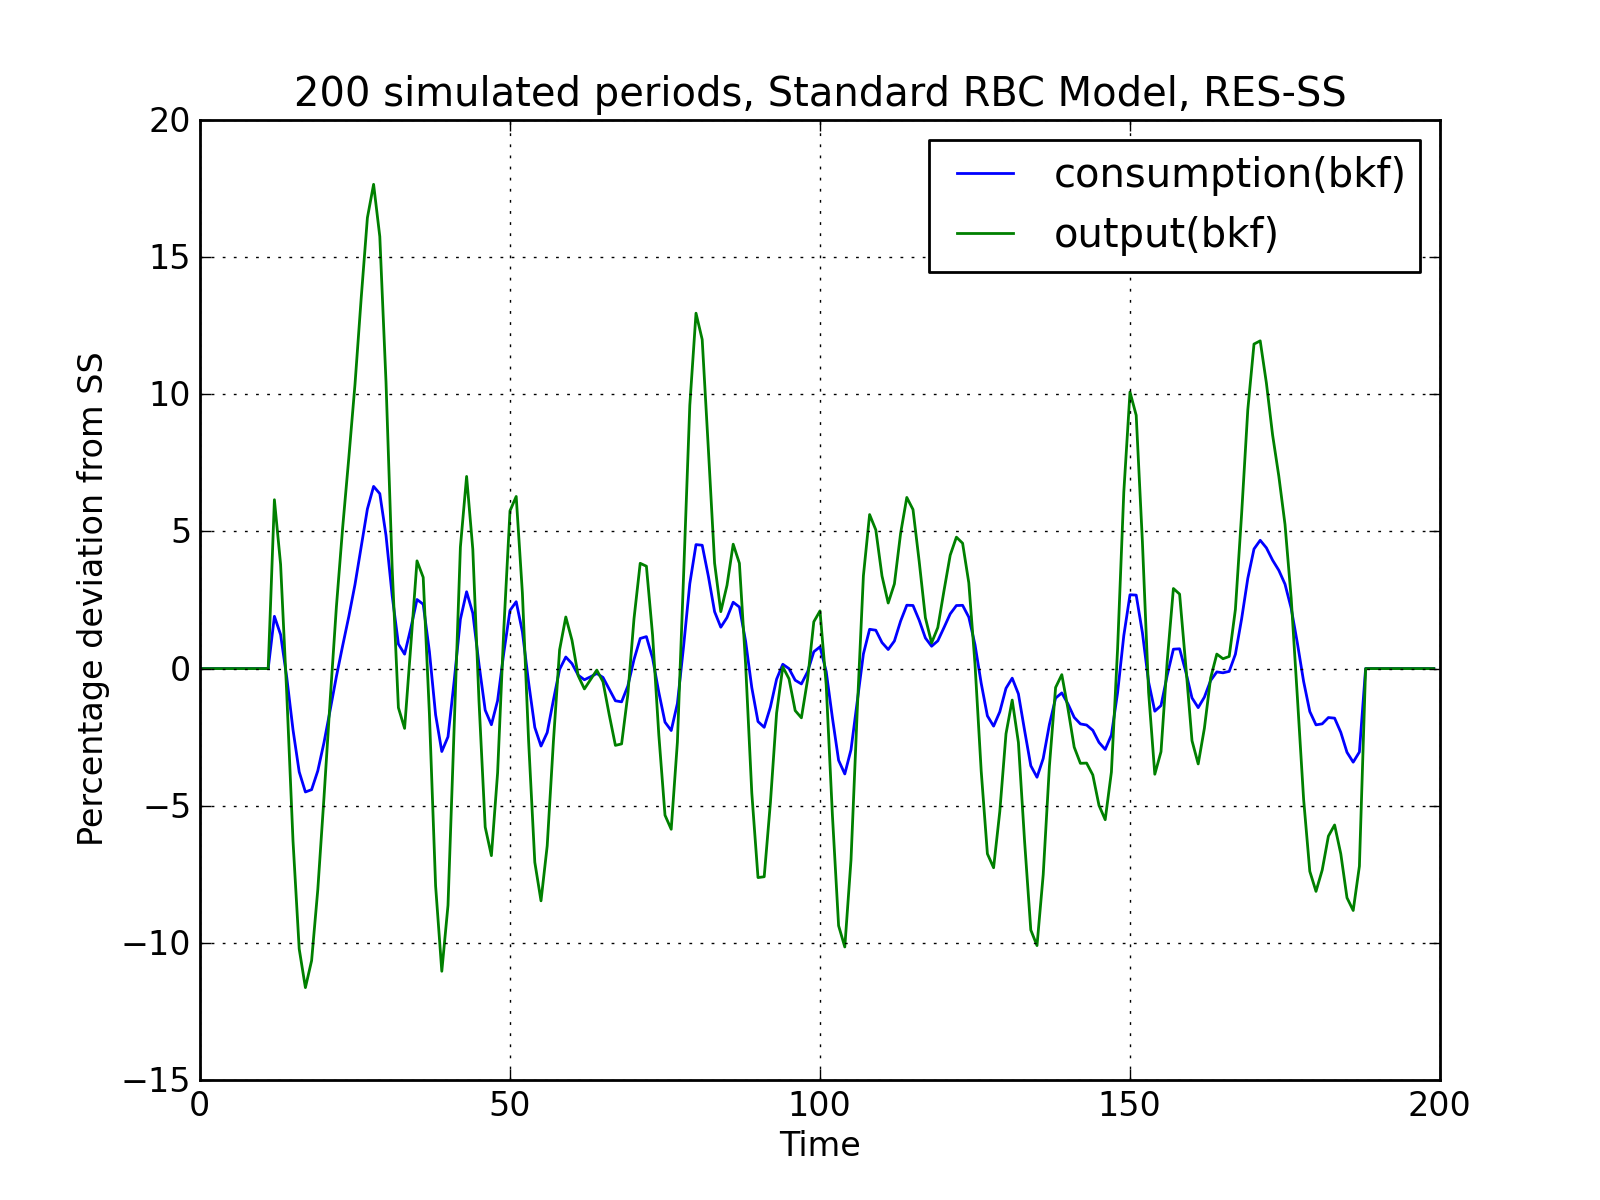 200 simulated periods, Standard RBC Model, RES-SS
20
15
10
5
0
−5
−10
−15
Percentage deviation from SS
consumption(bkf)
output(bkf)
0 50 100 150 200
Time